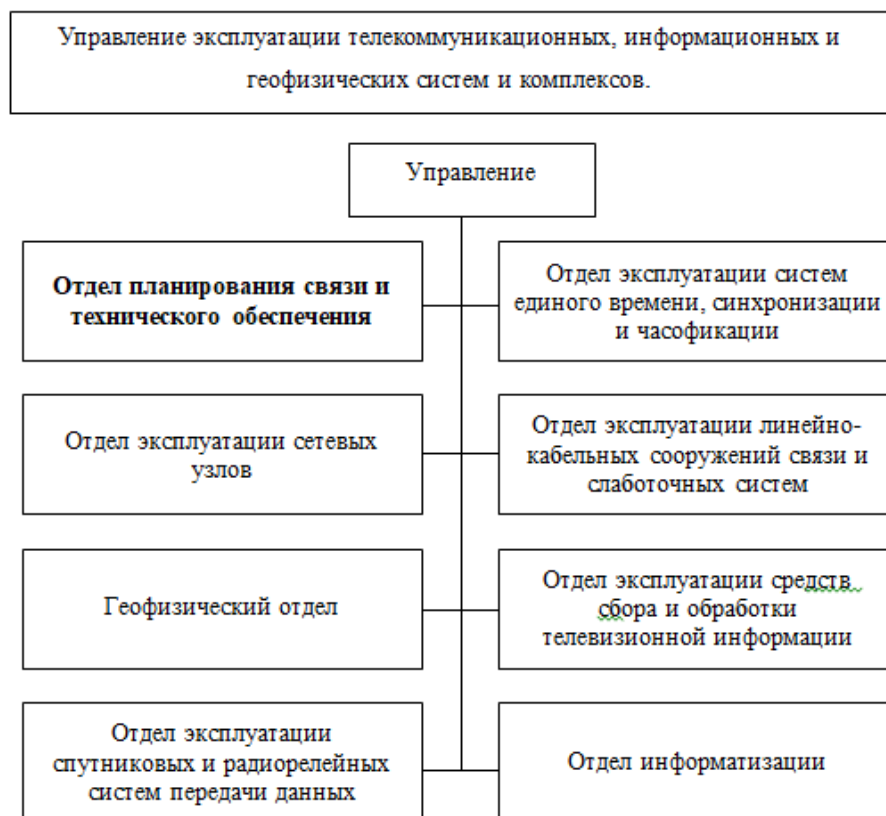 Управление эксплуатации телекоммуникационных, информационных и
геофизических систем и комплексов.
Управление
Отдел планирования связи и
технического обеспечения
Отдел эксплуатации систем
единого времени, синхронизации
и часофикации
Отдел эксплуатации сетевых
узлов
Отдел эксплуатации линейно-
кабельных сооружений связи и
слаботочных систем
Геофизический отдел
Отдел эксплуатации средств
сбора и обработки
телевизионной информации
Отдел эксплуатации
спутниковых и радиорелейных
систем передачи данных
Отдел информатизации